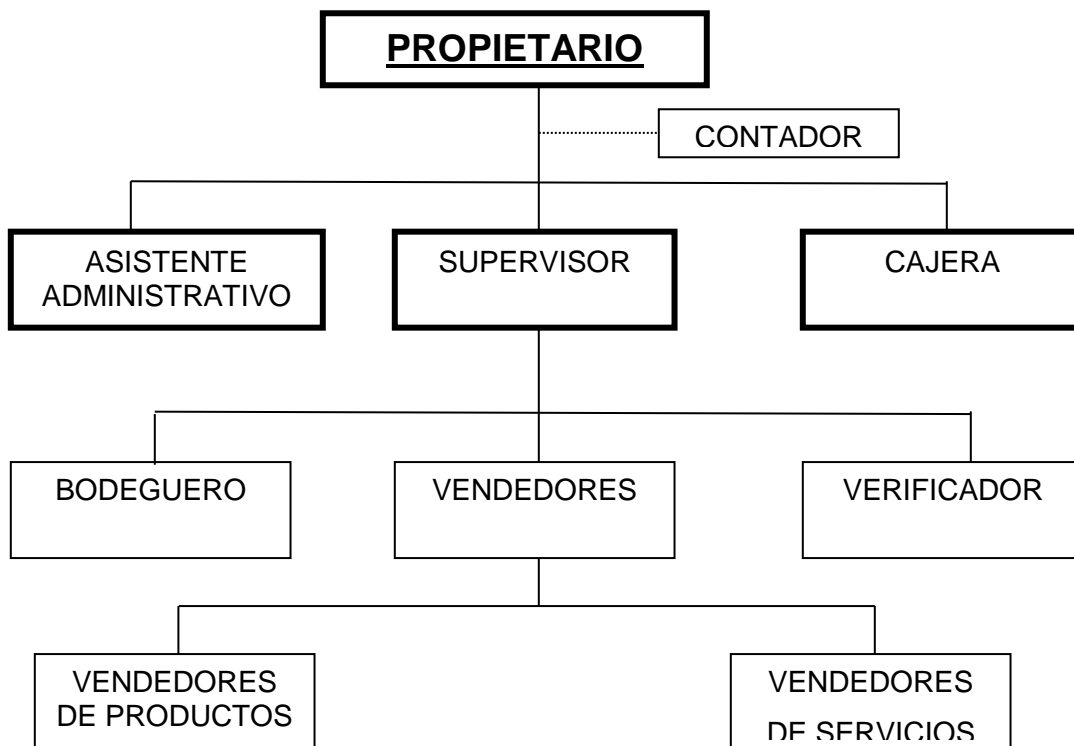 PROPIETARIO
CONTADOR
ASISTENTE
ADMINISTRATIVO
SUPERVISOR
CAJERA
BODEGUERO
VENDEDORES
VERIFICADOR
VENDEDORES
DE PRODUCTOS
VENDEDORES
DE SERVICIOS